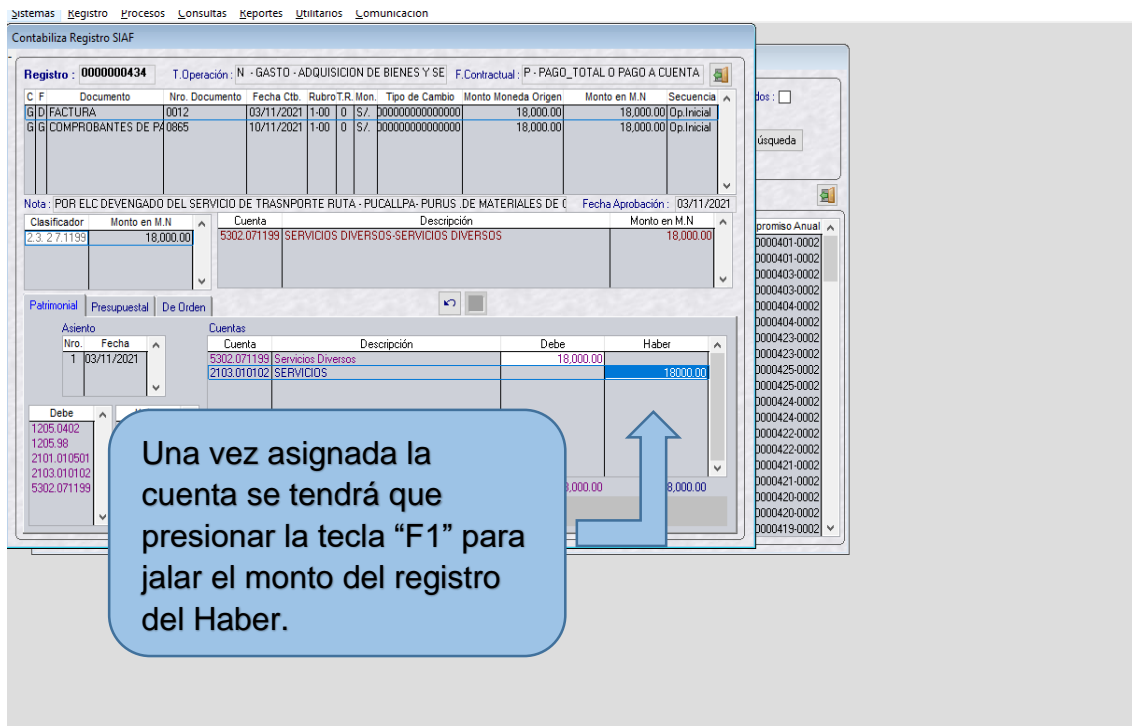 Sistemas Registro Procesos Consultas Reportes Utilitarios Comunicación
Contabiliza Registro SIAF
Registro : 0000000434 T.Operación : N - GASTO - ADQUISICION DE BIENES Y SE F.Contractual : P - PAGO_TOTAL O PAGO A CUENTA
C F Documento Nro. Documento Fecha Ctb. Rubro T.R. Mon. Tipo de Cambio Monto Moneda Origen Monto en M.N Secuencia
G D FACTURA 0012 03/11/2021 1-00 0 S/. 000000000000000 18,000.00 18,000.00 Op.Inicial
G G COMPROBANTES DE PA 0865 10/11/2021 1-00 0 S/. 000000000000000 18,000.00 18,000.00 Op.Inicial
dos :
úsqueda
Nota : POR ELC DEVENGADO DEL SERVICIO DE TRASNPORTE RUTA - PUCALLPA- PURUS .DE MATERIALES DE Fecha Aprobación : 03/11/2021
Clasificador Monto en M.N
2.3. 2 7.1199 18,000.00
Cuenta Descripción Monto en M.N
5302.071199 SERVICIOS DIVERSOS-SERVICIOS DIVERSOS 18,000.00
promiso Anual
0000401-0002
0000401-0002
0000403-0002
0000403-0002
0000404-0002
0000404-0002
0000423-0002
0000423-0002
0000425-0002
0000425-0002
0000424-0002
0000424-0002
0000422-0002
0000422-0002
0000421-0002
0000421-0002
0000420-0002
0000420-0002
0000419-0002
Patrimonial Presupuestal De Orden
Asiento
Nro. Fecha
1 03/11/2021
Cuentas
Cuenta Descripción Debe Haber
5302.071199 Servicios Diversos 18,000.00
2103.010102 SERVICIOS 18000.00
Debe
1205.0402
1205.98
2101.010501
2103.010102
5302.071199
8,000.00 8,000.00
Una vez asignada la
cuenta se tendrá que
presionar la tecla “F1” para
jalar el monto del registro
del Haber.